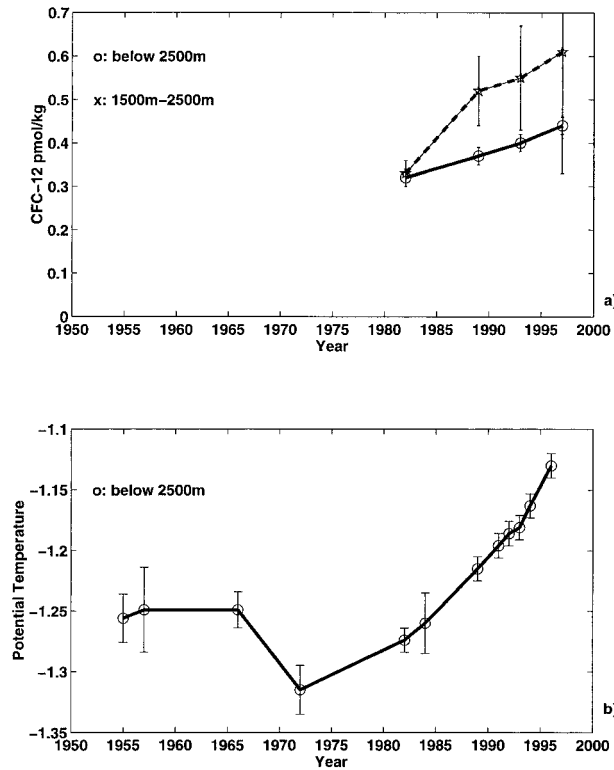 0.7
0.6
0.5
0.4
0.3
0.2
0.1
0
CFC-12 pmol/kg
o: below 2500m
x: 1500m-2500m
1950 1955 1960 1965 1970 1975 1980 1985 1990 1995 2000
Year
a)
-1.1
-1.15
-1.2
-1.25
-1.3
-1.35
Potential Temperature
o: below 2500m
1950 1955 1960 1965 1970 1975 1980 1985 1990 1995 2000
Year
b)